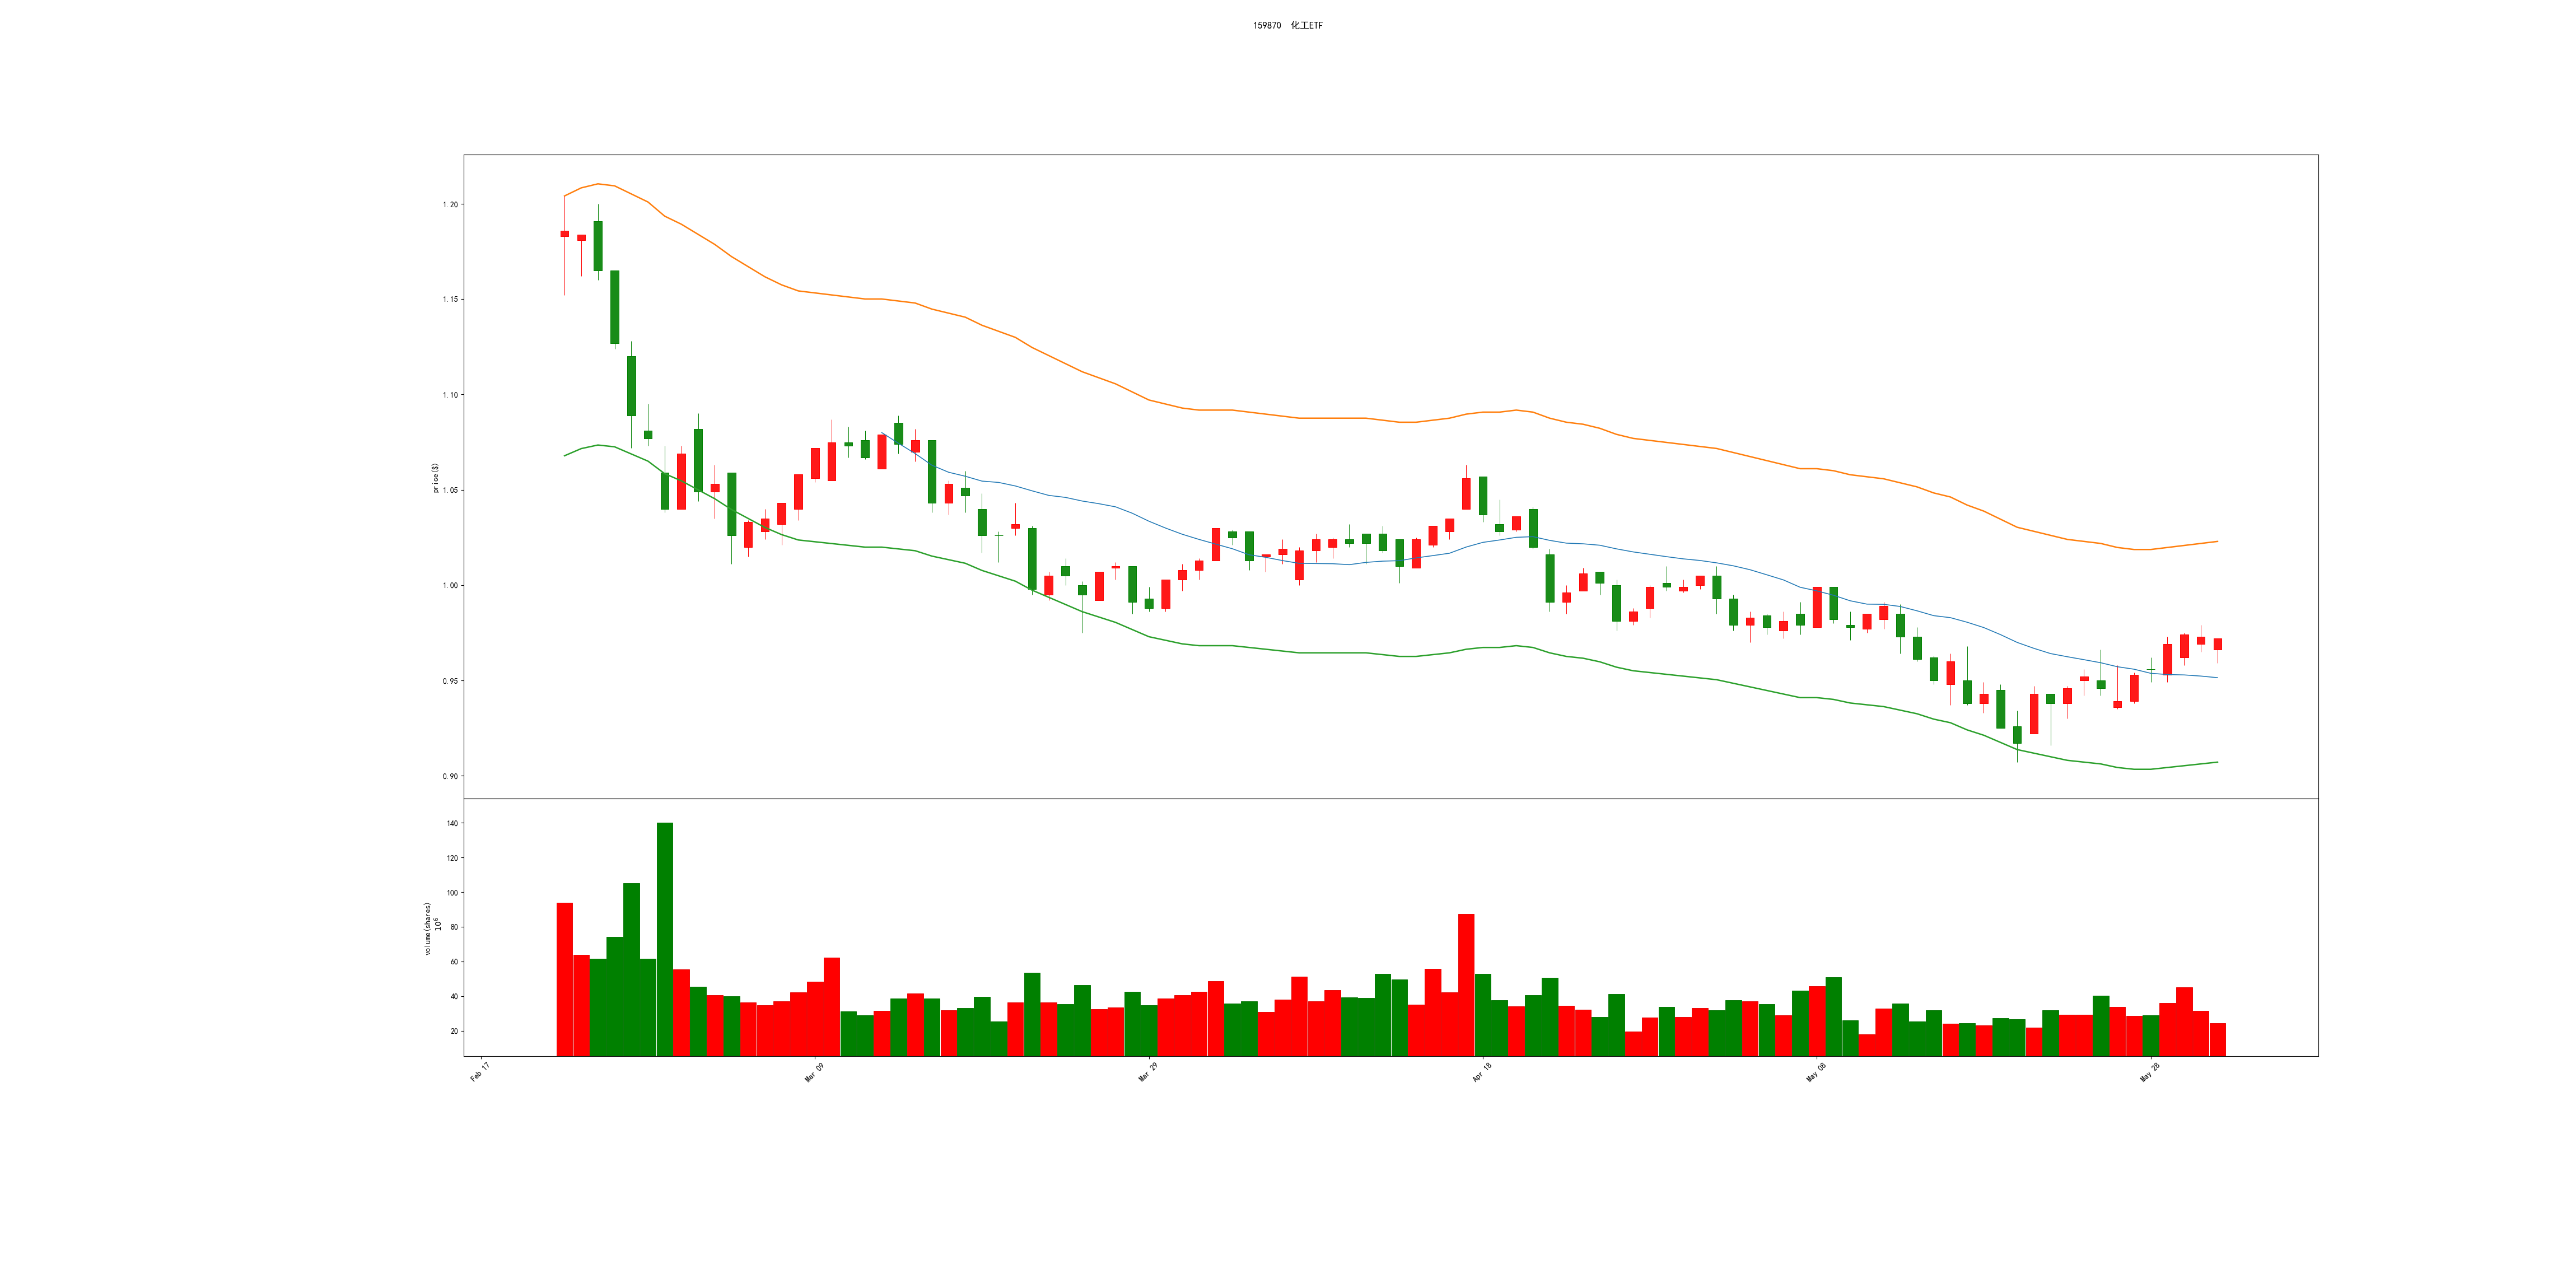 159870 化工ETF
price($)
1.20
1.15
1.10
1.05
1.00
0.95
0.90
volume(shares)
10^6
140
120
100
80
60
40
20
Feb 17
Mar 09
Mar 29
Apr 18
May 08
May 28